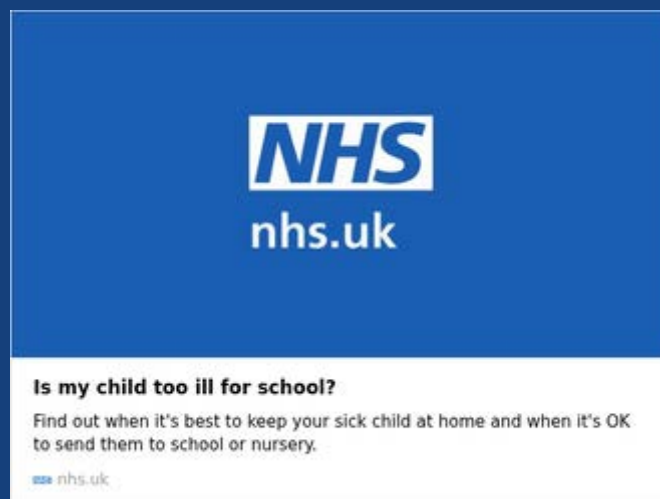 NHS
nhs.uk
Is my child too ill for school?
Find out when it's best to keep your sick child at home and when it's OK
to send them to school or nursery.
nhs.uk